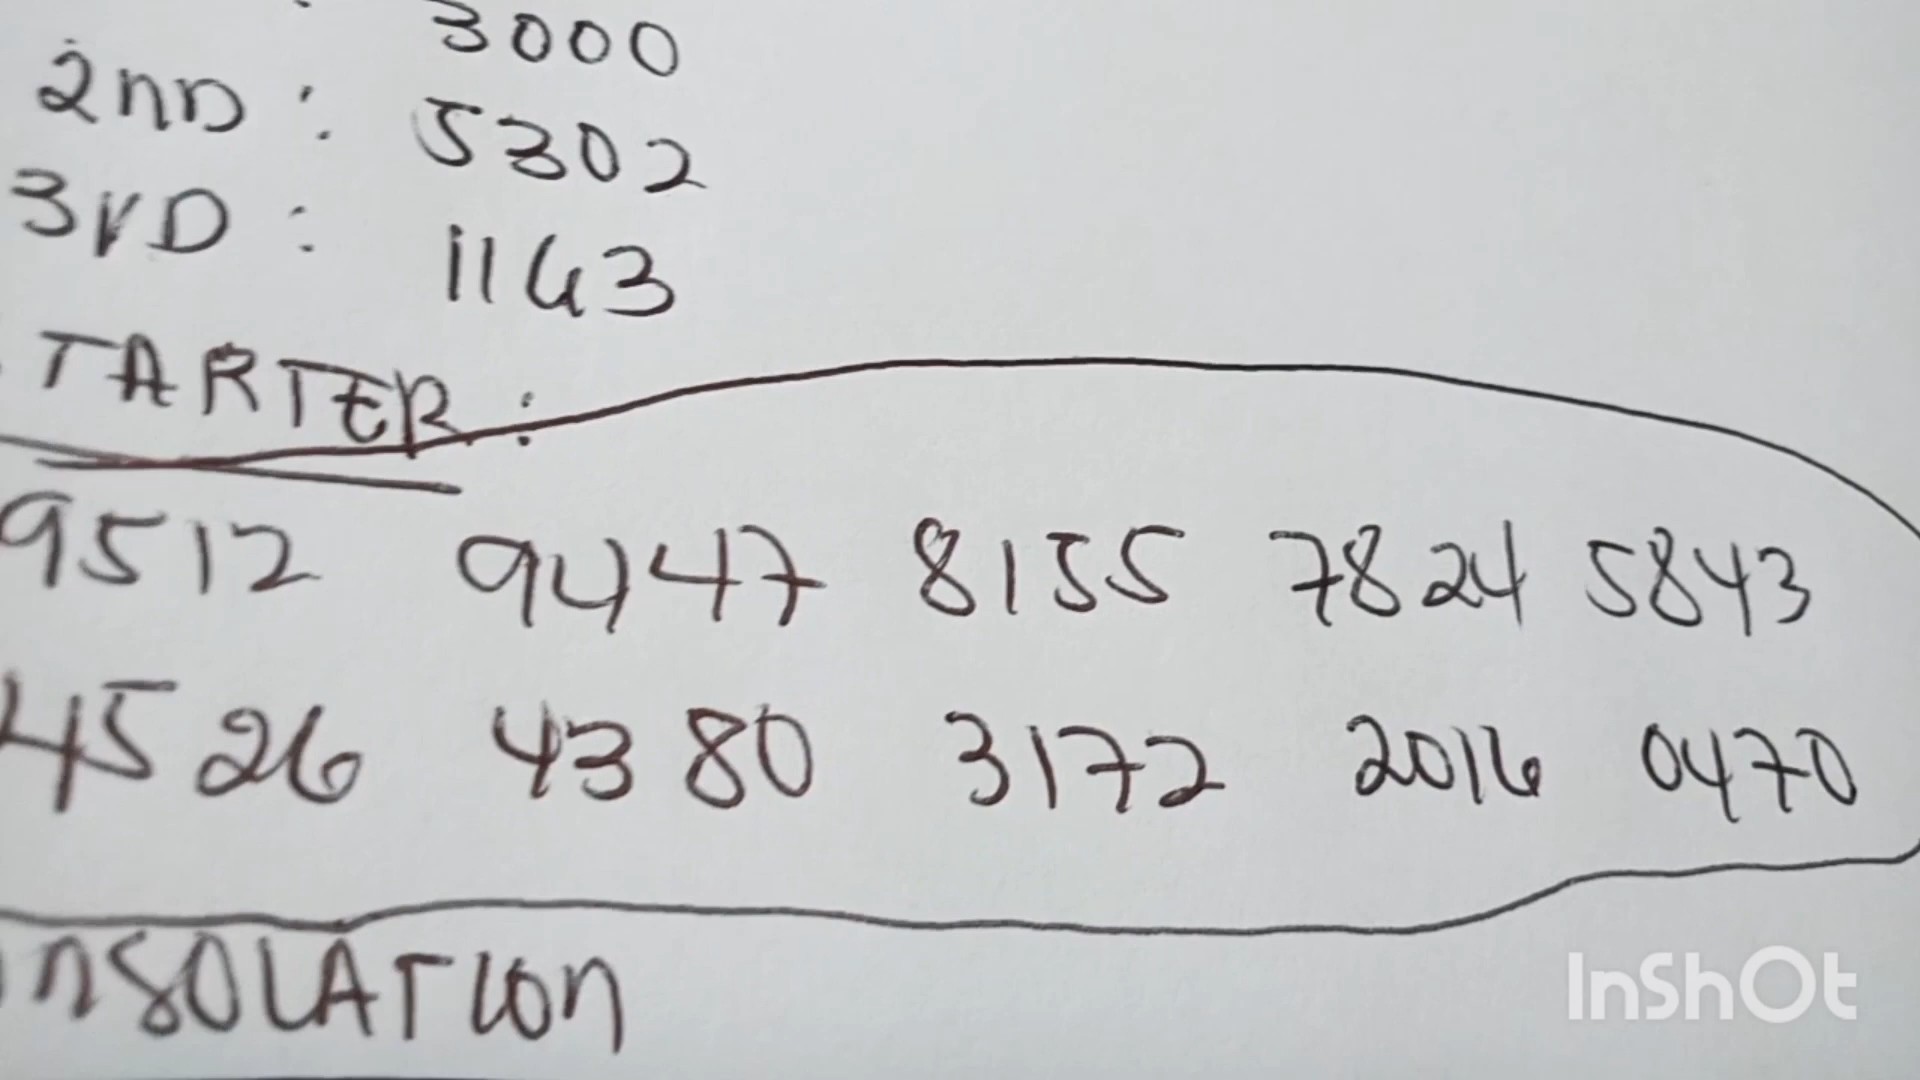 3000
2nD : 5302
3rD : 1143
TARTER :
9512 9447 8155 7824 5843
4526 4380 3172 2016 0470
nSOLATIOn
InShOt